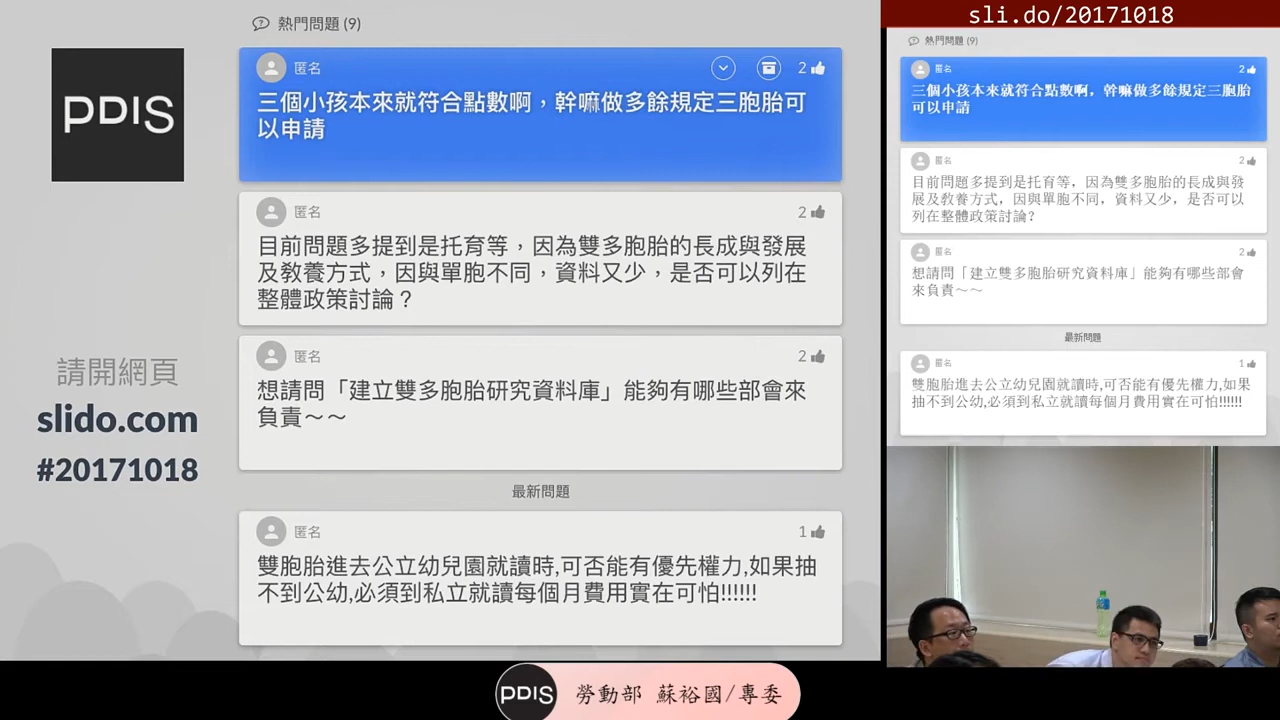 熱門問題 (9)
PDIS
匿名
2
三個小孩本來就符合點數啊，幹嘛做多餘規定三胞胎可
以申請
匿名
2
目前問題多提到是托育等，因為雙多胞胎的長成與發展
及教養方式，因與單胞不同，資料又少，是否可以列在
整體政策討論？
匿名
2
想請問「建立雙多胞胎研究資料庫」能夠有哪些部會來
負責～～
最新問題
匿名
1
雙胞胎進去公立幼兒園就讀時,可否能有優先權力,如果抽
不到公幼,必須到私立就讀每個月費用實在可怕!!!!!!
請開網頁
slido.com
#20171018
sli.do/20171018
熱門問題 (9)
匿名
2
三個小孩本來就符合點數啊，幹嘛做多餘規定三胞胎可
以申請
匿名
2
目前問題多提到是托育等，因為雙多胞胎的長成與發
展及教養方式，因與單胞不同，資料又少，是否可以
列在整體政策討論？
匿名
2
想請問「建立雙多胞胎研究資料庫」能夠有哪些部會
來負責～～
最新問題
匿名
1
雙胞胎進去公立幼兒園就讀時,可否能有優先權力,如果
抽不到公幼,必須到私立就讀每個月費用實在可怕!!!!!!
PDIS 勞動部 蘇裕國/專委